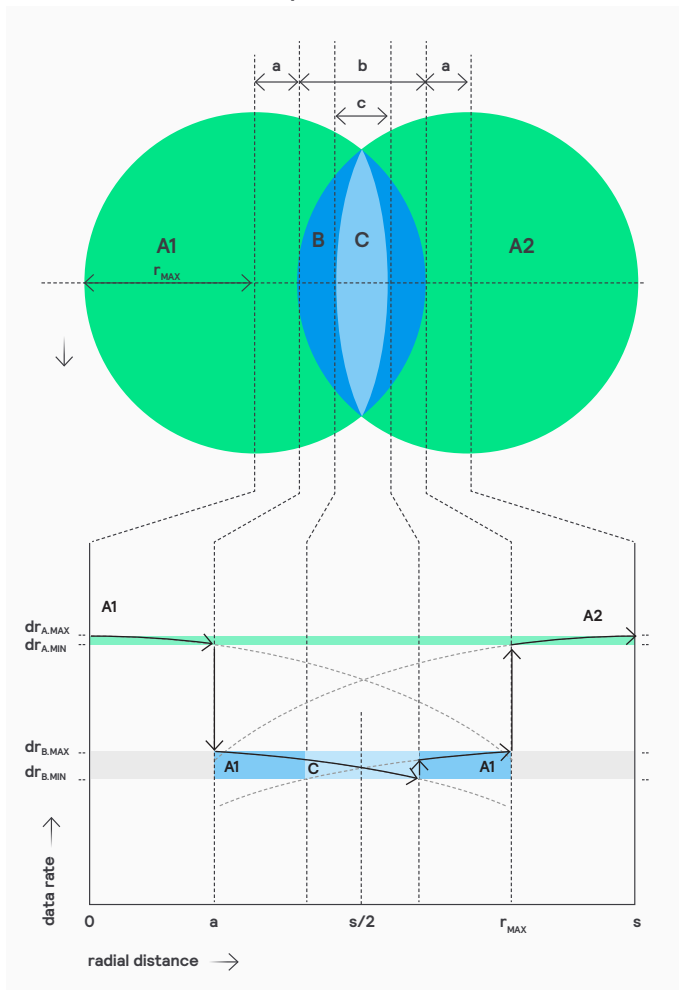 a b a
c
B C
A1 A2
r MAX
A1
A2
dr A.MAX
dr A.MIN
dr B.MAX
dr B.MIN
A1 C A1
data rate
0 a s/2 r MAX s
radial distance